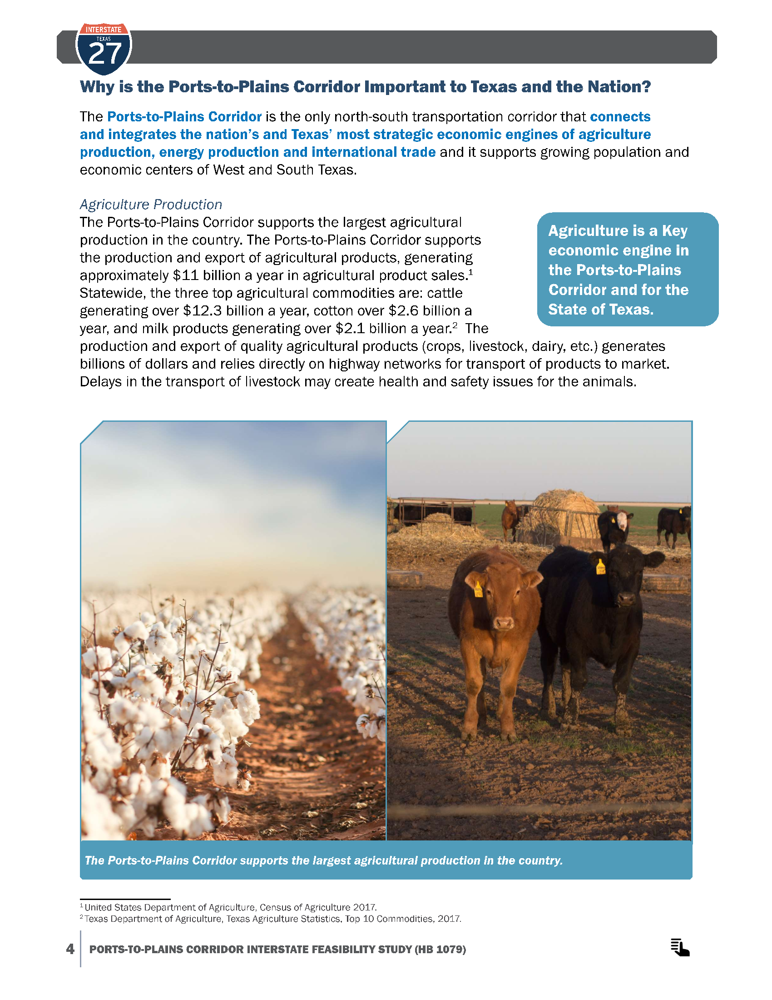 INTERSTATE
TEXAS
27
Why is the Ports-to-Plains Corridor Important to Texas and the Nation?
The Ports-to-Plains Corridor is the only north-south transportation corridor that connects
and integrates the nation’s and Texas’ most strategic economic engines of agriculture
production, energy production and international trade and it supports growing population and
economic centers of West and South Texas.
Agriculture Production
The Ports-to-Plains Corridor supports the largest agricultural
production in the country. The Ports-to-Plains Corridor supports
the production and export of agricultural products, generating
approximately $11 billion a year in agricultural product sales.1
Statewide, the three top agricultural commodities are: cattle
generating over $12.3 billion a year, cotton over $2.6 billion a
year, and milk products generating over $2.1 billion a year.2 The
production and export of quality agricultural products (crops, livestock, dairy, etc.) generates
billions of dollars and relies directly on highway networks for transport of products to market.
Delays in the transport of livestock may create health and safety issues for the animals.
Agriculture is a Key
economic engine in
the Ports-to-Plains
Corridor and for the
State of Texas.
The Ports-to-Plains Corridor supports the largest agricultural production in the country.
1 United States Department of Agriculture, Census of Agriculture 2017.
2 Texas Department of Agriculture, Texas Agriculture Statistics, Top 10 Commodities, 2017.
4
PORTS-TO-PLAINS CORRIDOR INTERSTATE FEASIBILITY STUDY (HB 1079)